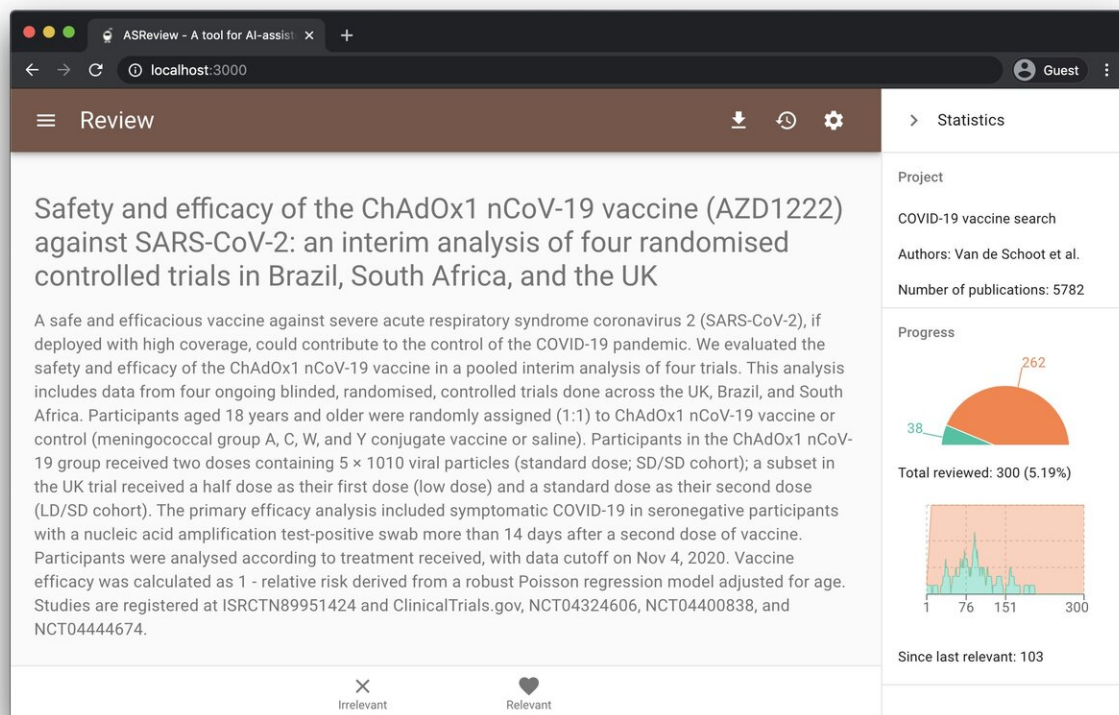 ASReview - A tool for AI-assist
localhost:3000
Guest
Review
Safety and efficacy of the ChAdOx1 nCoV-19 vaccine (AZD1222)
against SARS-CoV-2: an interim analysis of four randomised
controlled trials in Brazil, South Africa, and the UK
A safe and efficacious vaccine against severe acute respiratory syndrome coronavirus 2 (SARS-CoV-2), if
deployed with high coverage, could contribute to the control of the COVID-19 pandemic. We evaluated the
safety and efficacy of the ChAdOx1 nCoV-19 vaccine in a pooled interim analysis of four trials. This analysis
includes data from four ongoing blinded, randomised, controlled trials done across the UK, Brazil, and South
Africa. Participants aged 18 years and older were randomly assigned (1:1) to ChAdOx1 nCoV-19 vaccine or
control (meningococcal group A, C, W, and Y conjugate vaccine or saline). Participants in the ChAdOx1 nCoV-
19 group received two doses containing 5 × 1010 viral particles (standard dose; SD/SD cohort); a subset in
the UK trial received a half dose as their first dose (low dose) and a standard dose as their second dose
(LD/SD cohort). The primary efficacy analysis included symptomatic COVID-19 in seronegative participants
with a nucleic acid amplification test-positive swab more than 14 days after a second dose of vaccine.
Participants were analysed according to treatment received, with data cutoff on Nov 4, 2020. Vaccine
efficacy was calculated as 1 - relative risk derived from a robust Poisson regression model adjusted for age.
Studies are registered at ISRCTN89951424 and ClinicalTrials.gov, NCT04324606, NCT04400838, and
NCT04444674.
Irrelevant
Relevant
Statistics
Project
COVID-19 vaccine search
Authors: Van de Schoot et al.
Number of publications: 5782
Progress
262
38
Total reviewed: 300 (5.19%)
1 76 151 300
Since last relevant: 103